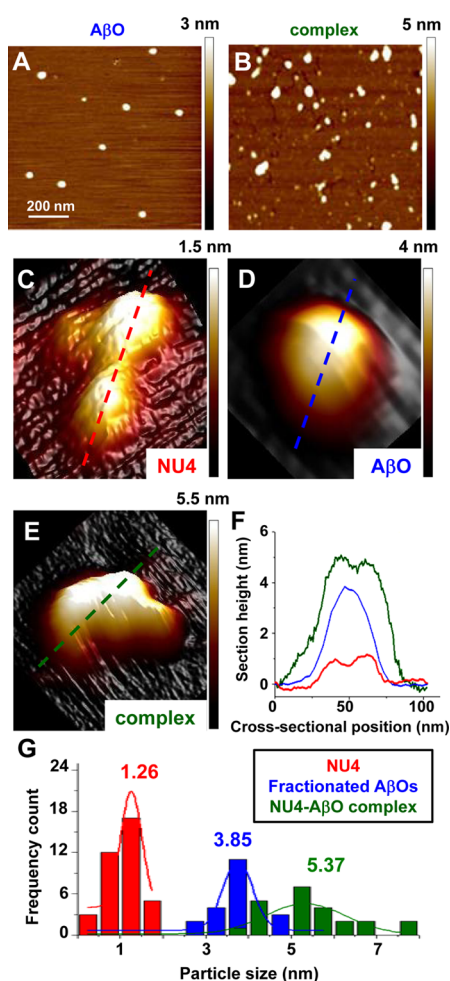 AβO
complex
3 nm
5 nm
A
B
200 nm
1.5 nm
4 nm
C
D
NU4
AβO
5.5 nm
E
complex
F
Section height (nm)
6
4
2
0
0
50
100
Cross-sectional position (nm)
G
NU4
Fractionated AβOs
NU4-AβO complex
1.26
3.85
5.37
Frequency count
24
18
12
6
0
1
3
5
7
Particle size (nm)